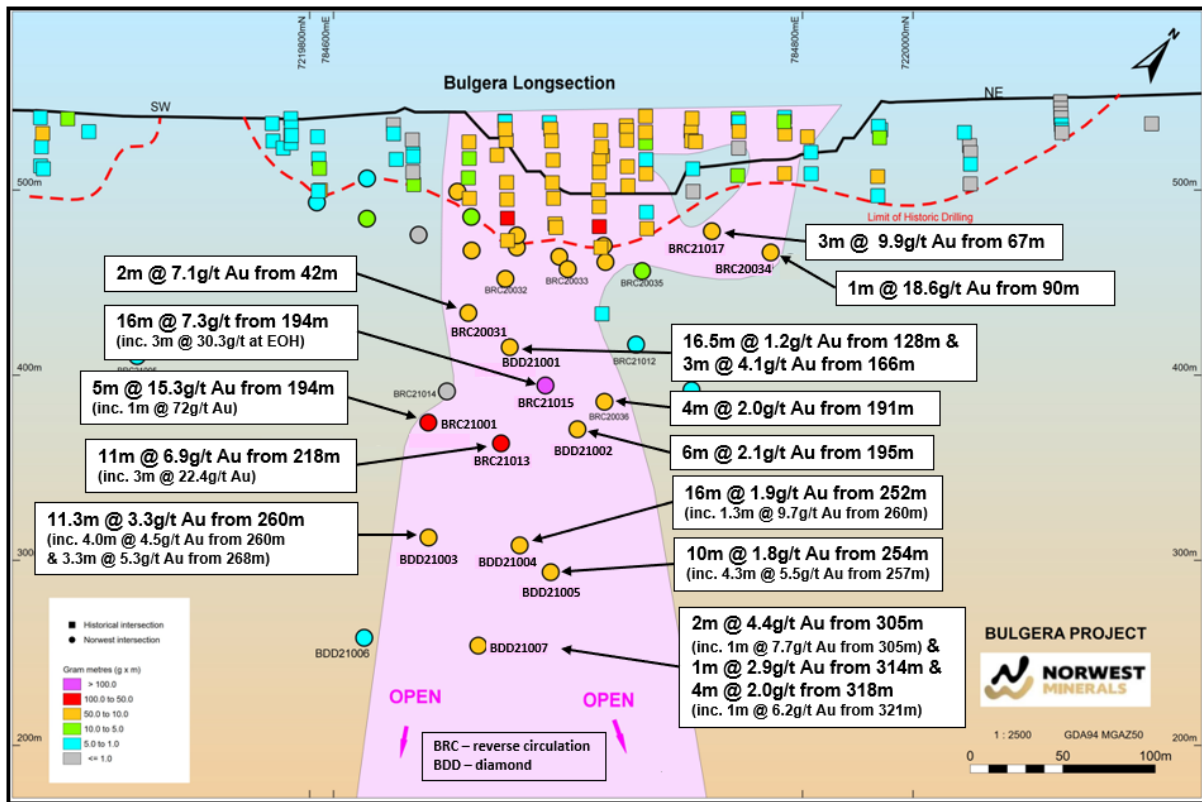 7219800mN
784600mE
784800mE
7220000mN
N
Bulgera Longsection
SW
NE
500m
Limit of Historic Drilling
BRC21017
3m @ 9.9g/t Au from 67m
BRC20034
1m @ 18.6g/t Au from 90m
2m @ 7.1g/t Au from 42m
BRC20032
BRC20033
BRC20035
BRC20031
16m @ 7.3g/t from 194m
(inc. 3m @ 30.3g/t at EOH)
BDD21001
16.5m @ 1.2g/t Au from 128m &
3m @ 4.1g/t Au from 166m
BRC21012
400m
5m @ 15.3g/t Au from 194m
(inc. 1m @ 72g/t Au)
BRC21014
BRC21015
BRC20036
4m @ 2.0g/t Au from 191m
BRC21001
BDD21002
6m @ 2.1g/t Au from 195m
11m @ 6.9g/t Au from 218m
(inc. 3m @ 22.4g/t Au)
BRC21013
16m @ 1.9g/t Au from 252m
(inc. 1.3m @ 9.7g/t Au from 260m)
11.3m @ 3.3g/t Au from 260m
(inc. 4.0m @ 4.5g/t Au from 260m
& 3.3m @ 5.3g/t Au from 268m)
300m
300m
BDD21003
BDD21004
BDD21005
10m @ 1.8g/t Au from 254m
(inc. 4.3m @ 5.5g/t Au from 257m)
BDD21006
BDD21007
2m @ 4.4g/t Au from 305m
(inc. 1m @ 7.7g/t Au from 305m) &
1m @ 2.9g/t Au from 314m &
4m @ 2.0g/t from 318m
(inc. 1m @ 6.2g/t Au from 321m)
Historical intersection
Norwest intersection
Gram metres (g x m)
> 100.0
100.0 to 50.0
50.0 to 10.0
10.0 to 5.0
5.0 to 1.0
<= 1.0
OPEN
OPEN
BRC – reverse circulation
BDD – diamond
BULGERA PROJECT
NORWEST
MINERALS
1 : 2500
GDA94 MGAZ50
0
50
100m
200m
200m
500m
400m